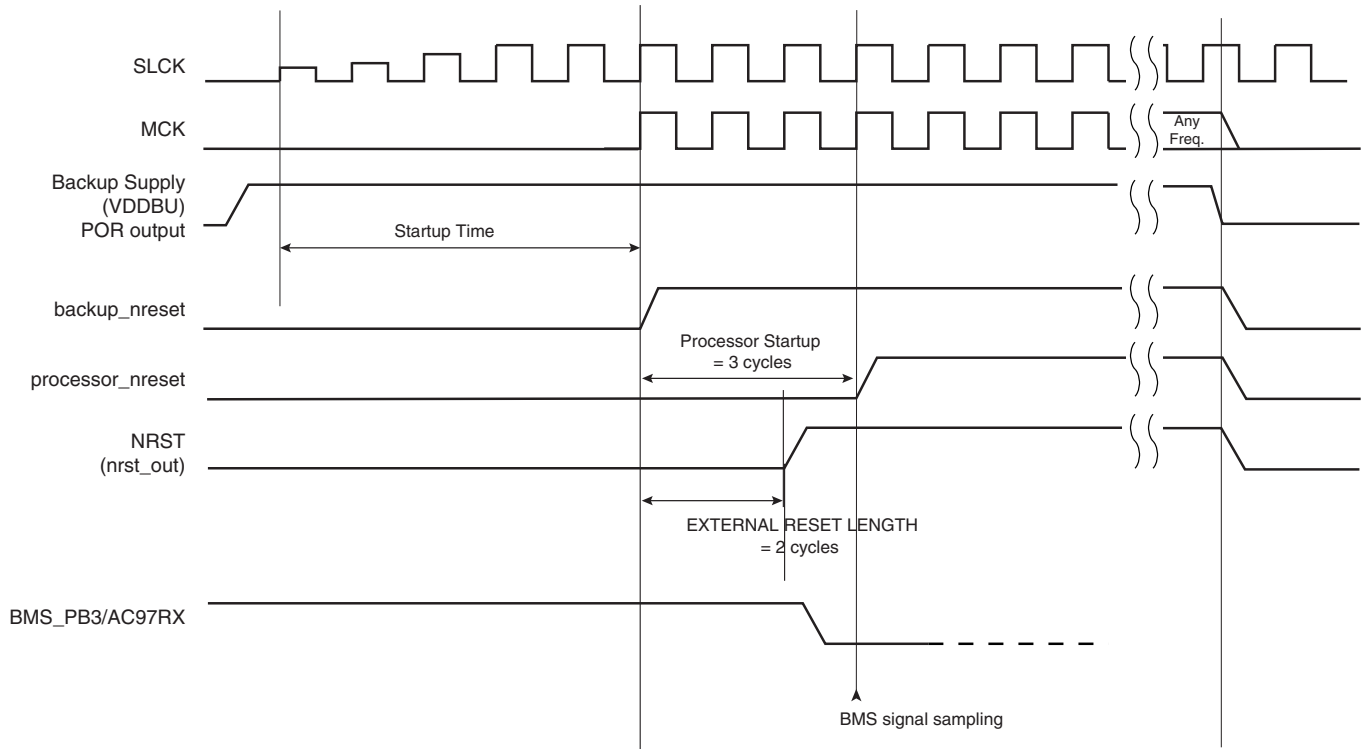 SLCK
MCK
Any
Freq.
Backup Supply
(VDDBU)
POR output
Startup Time
backup_nreset
Processor Startup
= 3 cycles
processor_nreset
NRST
(nrst_out)
EXTERNAL RESET LENGTH
= 2 cycles
BMS_PB3/AC97RX
BMS signal sampling